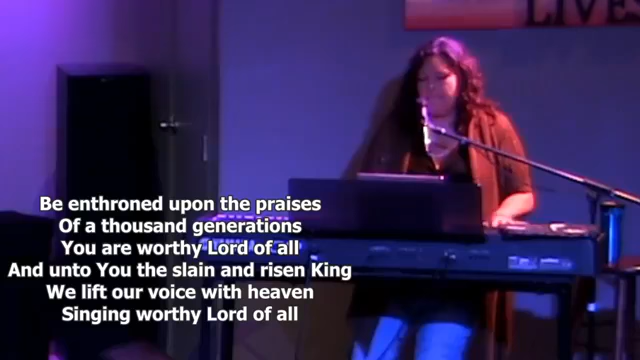 LIVES
Be enthroned upon the praises
Of a thousand generations
You are worthy Lord of all
And unto You the slain and risen King
We lift our voice with heaven
Singing worthy Lord of all